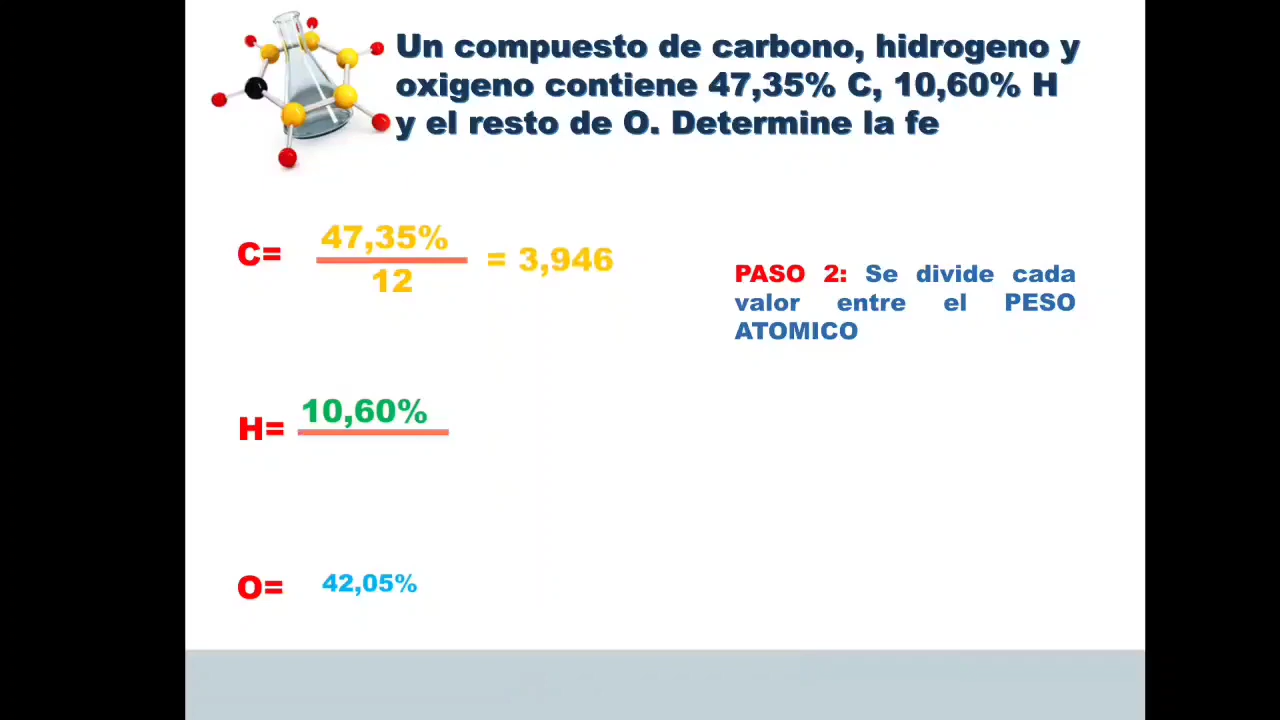 Un compuesto de carbono, hidrogeno y
oxigeno contiene 47,35% C, 10,60% H
y el resto de O. Determine la fe
C=
47,35%
12
= 3,946
PASO 2: Se divide cada
valor entre el PESO
ATOMICO
H=
10,60%
O=
42,05%